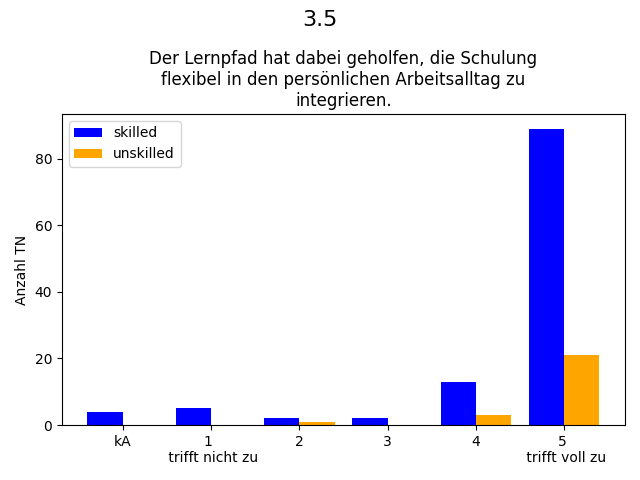 3.5
Der Lernpfad hat dabei geholfen, die Schulung
flexibel in den persönlichen Arbeitsalltag zu
integrieren.
skilled
unskilled
Anzahl TN
80
60
40
20
0
kA 1 2 3 4 5
trifft nicht zu trifft voll zu